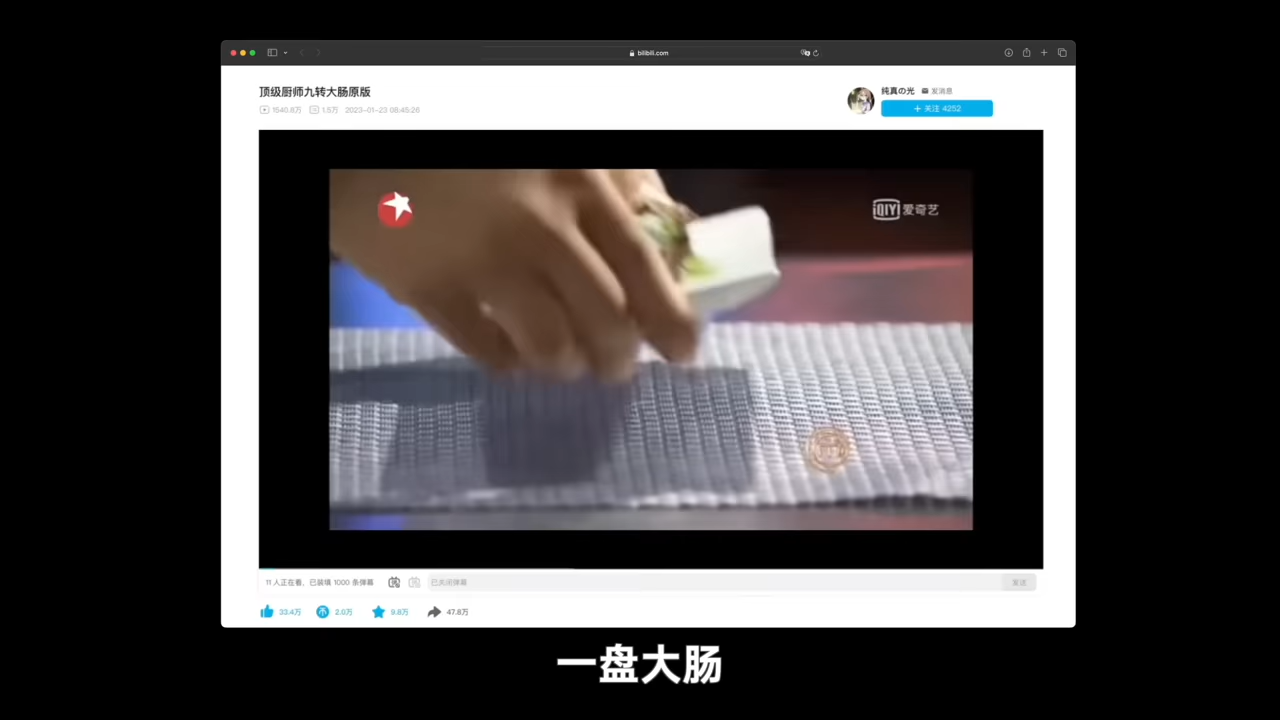 bilibili.com
顶级厨师九转大肠原版
1540.6万 1.5万 2023-01-23 08:45:26
纯真の光 发消息
+ 关注 4252
iQIY 爱奇艺
11 人正在看，已装填 1000 条弹幕
已关闭弹幕
发送
33.4万 2.0万 9.8万 47.8万
一盘大肠